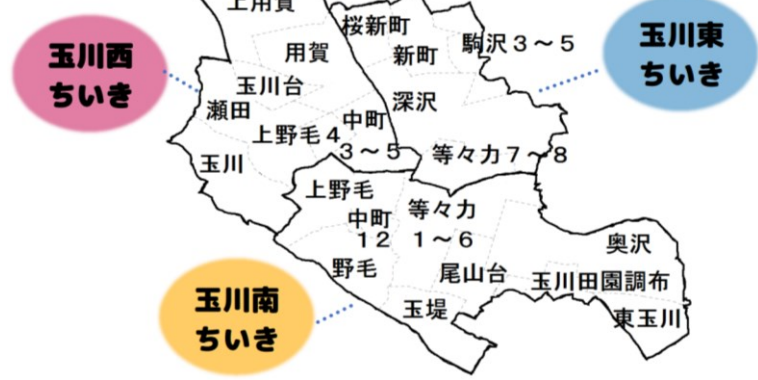 上用賀
桜新町
駒沢3~5
玉川東
ちいき
玉川西
ちいき
用賀
新町
玉川台
瀬田
深沢
中町
3~5
上野毛4
等々力7~8
玉川
上野毛
等々力
1~6
中町
12
奥沢
野毛
尾山台
玉川田園調布
玉川南
ちいき
玉堤
東玉川